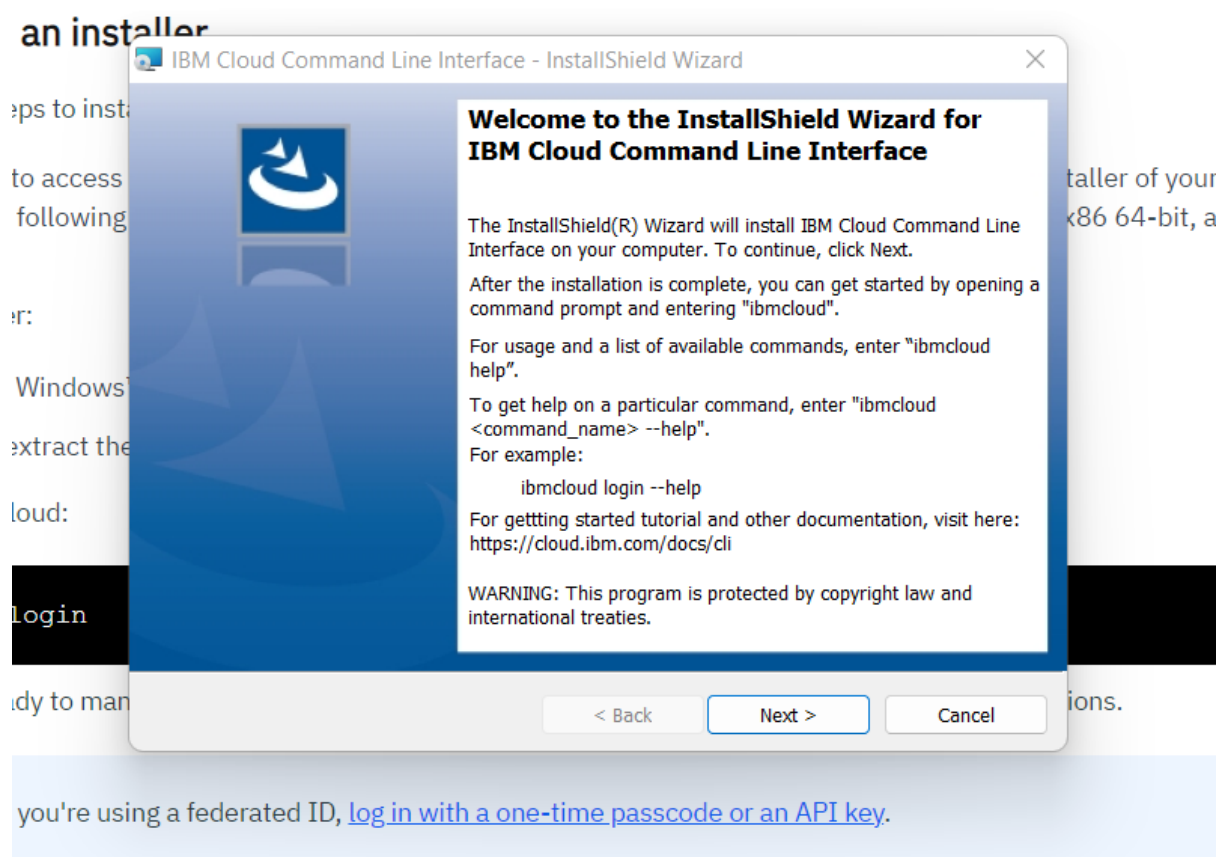 an installer
IBM Cloud Command Line Interface - InstallShield Wizard
Welcome to the InstallShield Wizard for
IBM Cloud Command Line Interface
to access
taller of your
following
x86 64-bit, a
The InstallShield(R) Wizard will install IBM Cloud Command Line
Interface on your computer. To continue, click Next.
After the installation is complete, you can get started by opening a
command prompt and entering "ibmcloud".
For usage and a list of available commands, enter “ibmcloud
help”.
Windows
To get help on a particular command, enter "ibmcloud
<command_name> --help".
extract the
For example:
ibmcloud login --help
loud:
For gettting started tutorial and other documentation, visit here:
https://cloud.ibm.com/docs/cli
WARNING: This program is protected by copyright law and
international treaties.
login
dy to man
ions.
< Back
Next >
Cancel
you're using a federated ID, log in with a one-time passcode or an API key.